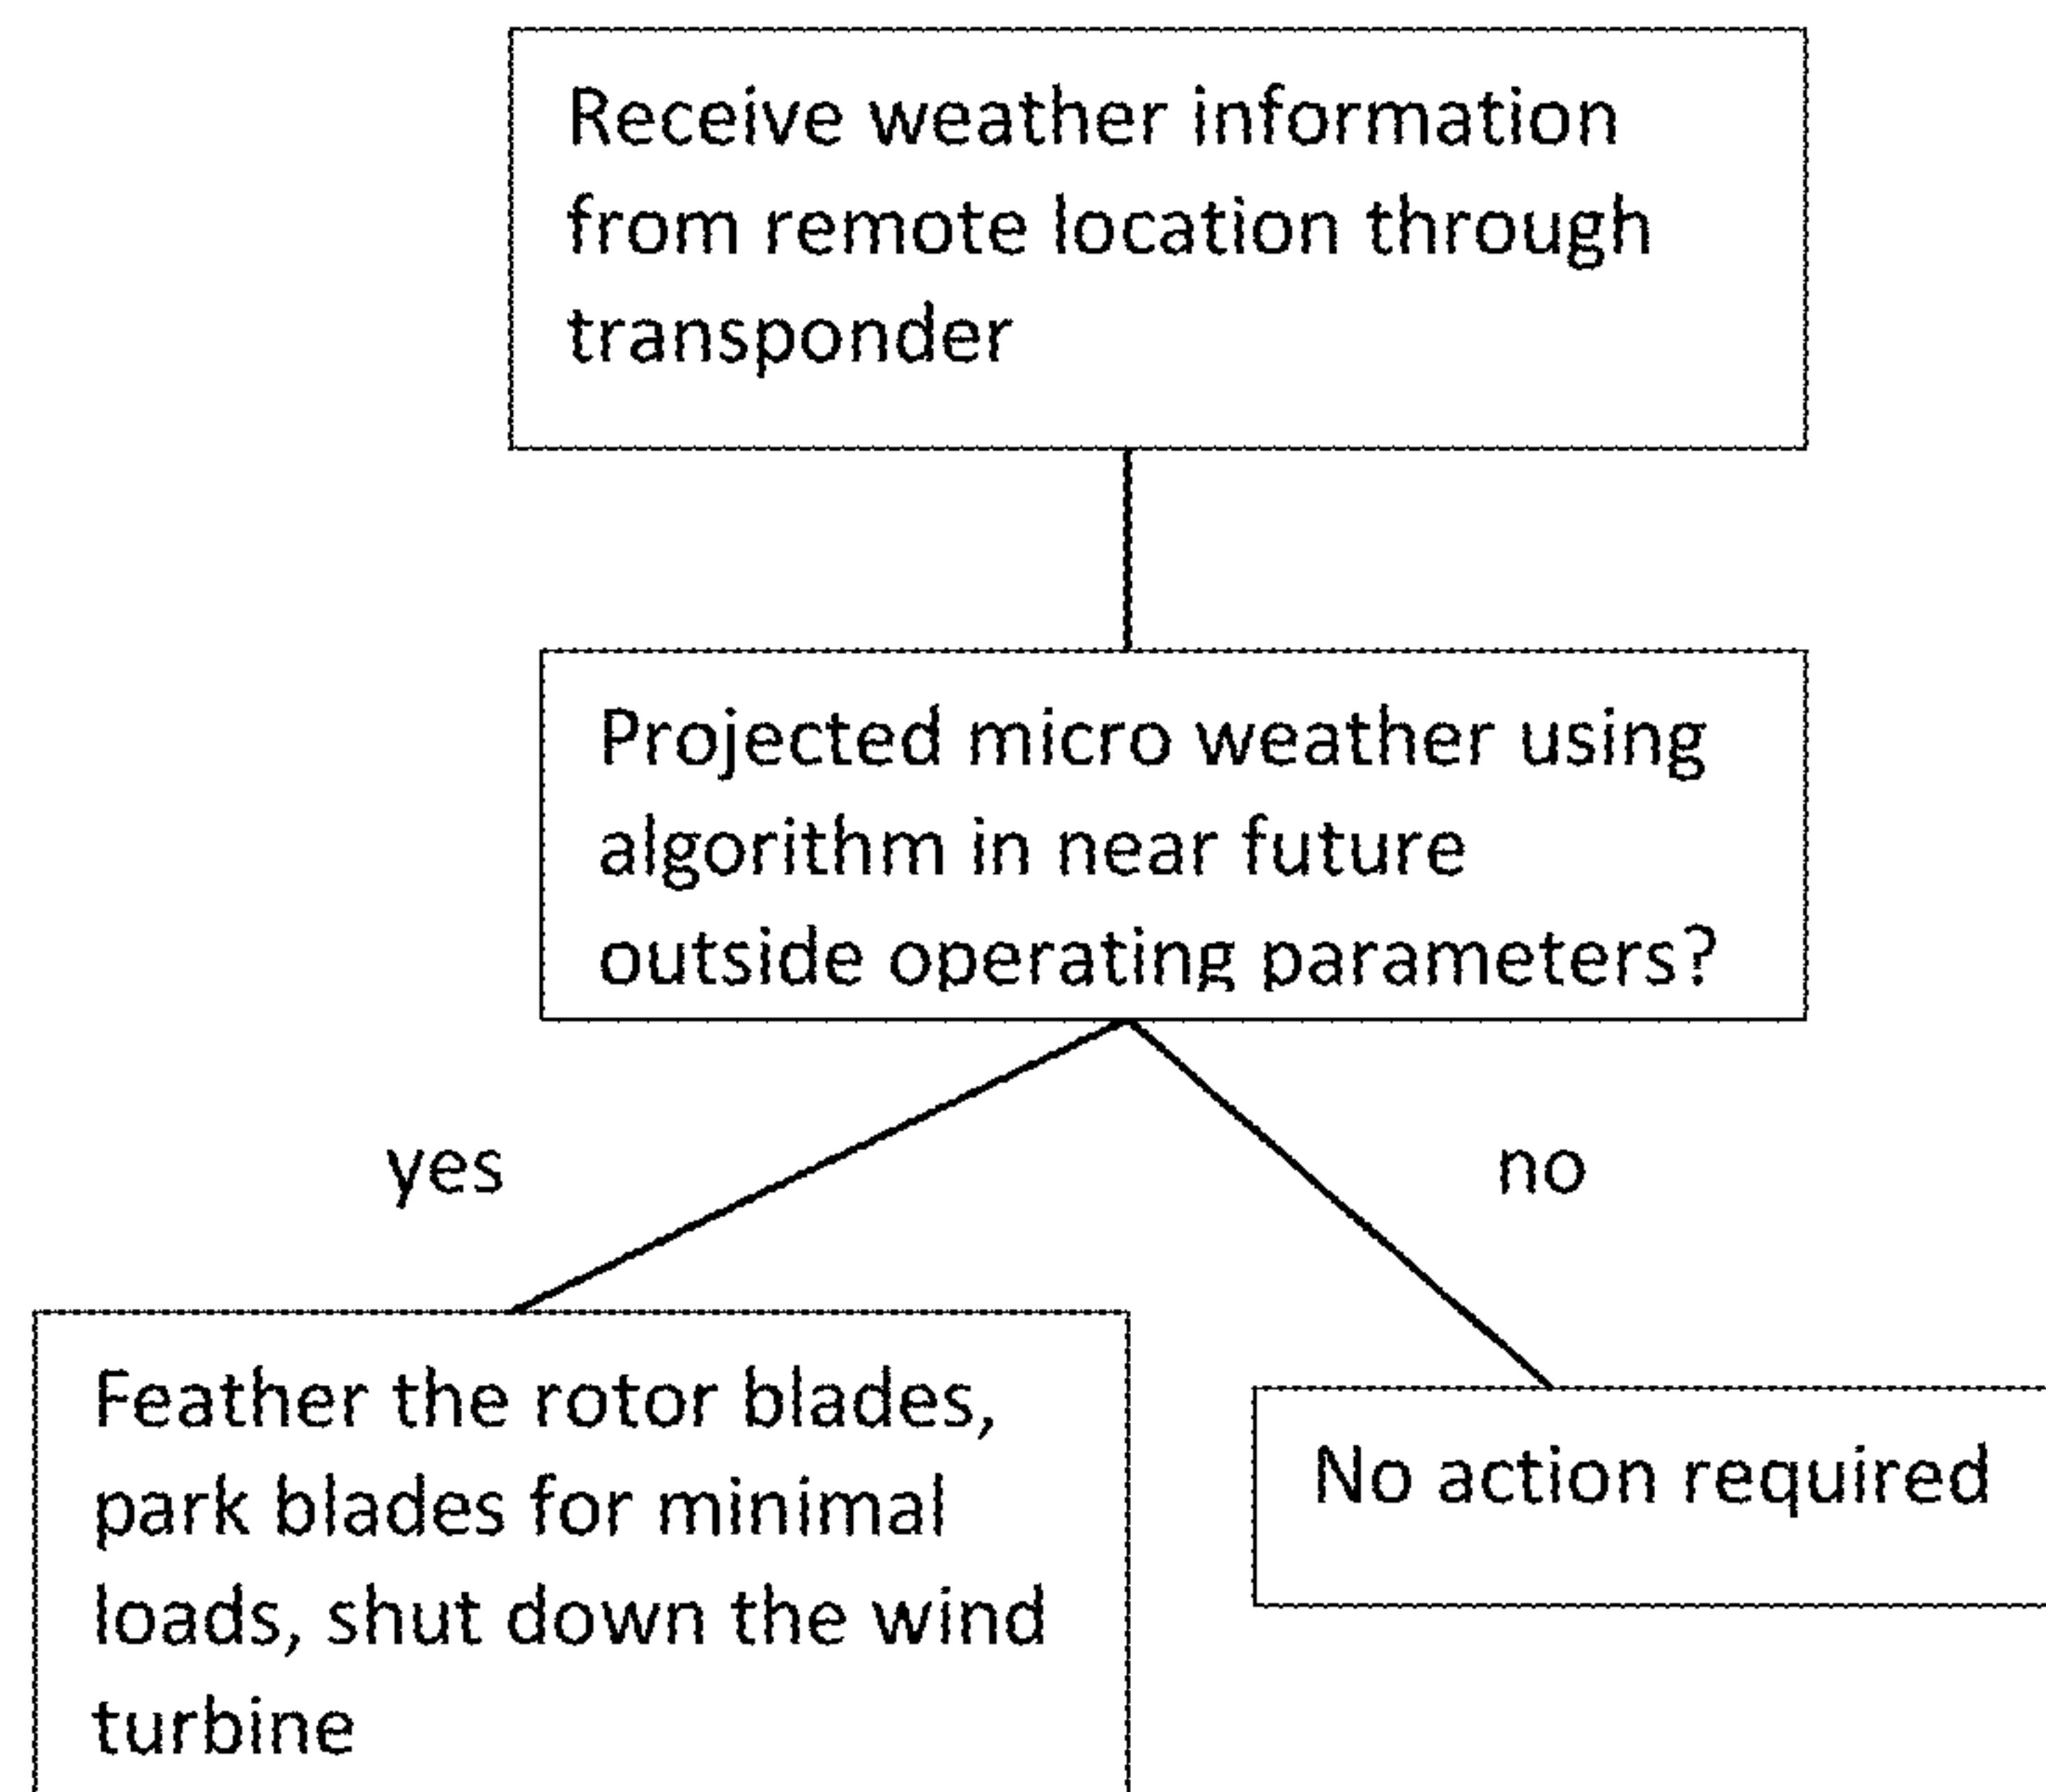 Receive weather information
from remote location through
transponder
Projected micro weather using
algorithm in near future
outside operating parameters?
yes
no
Feather the rotor blades,
park blades for minimal
loads, shut down the wind
turbine
No action required